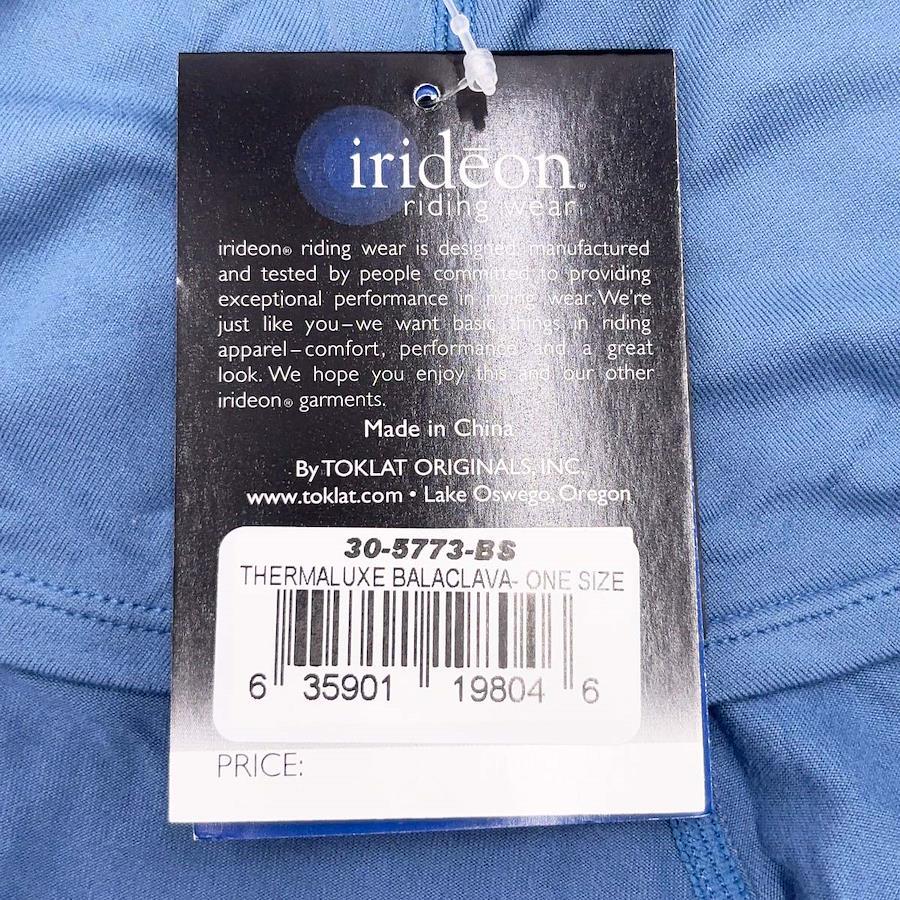 iridēon®
riding wear
irideon® riding wear is designed, manufactured
and tested by people committed to providing
exceptional performance in riding wear. We're
just like you–we want basic things in riding
apparel–comfort, performance and a great
look. We hope you enjoy this and our other
irideon® garments.
Made in China
By TOKLAT ORIGINALS, INC.
www.toklat.com • Lake Oswego, Oregon
30-5773-BS
THERMALUXE BALACLAVA- ONE SIZE
6 35901 19804 6
PRICE: